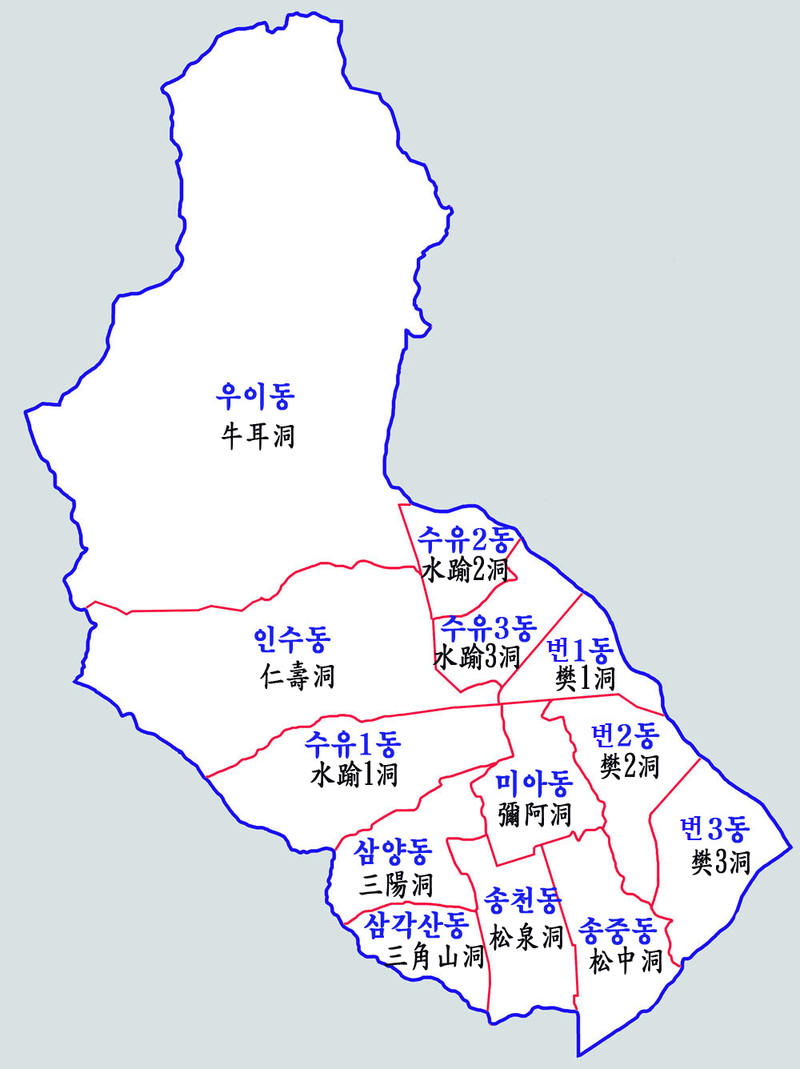 우이동
牛耳洞
수유2동
水踰2洞
수유3동
水踰3洞
인수동
仁壽洞
번1동
樊1洞
수유1동
水踰1洞
번2동
樊2洞
미아동
彌阿洞
번3동
樊3洞
삼양동
三陽洞
송천동
松泉洞
삼각산동
三角山洞
송중동
松中洞